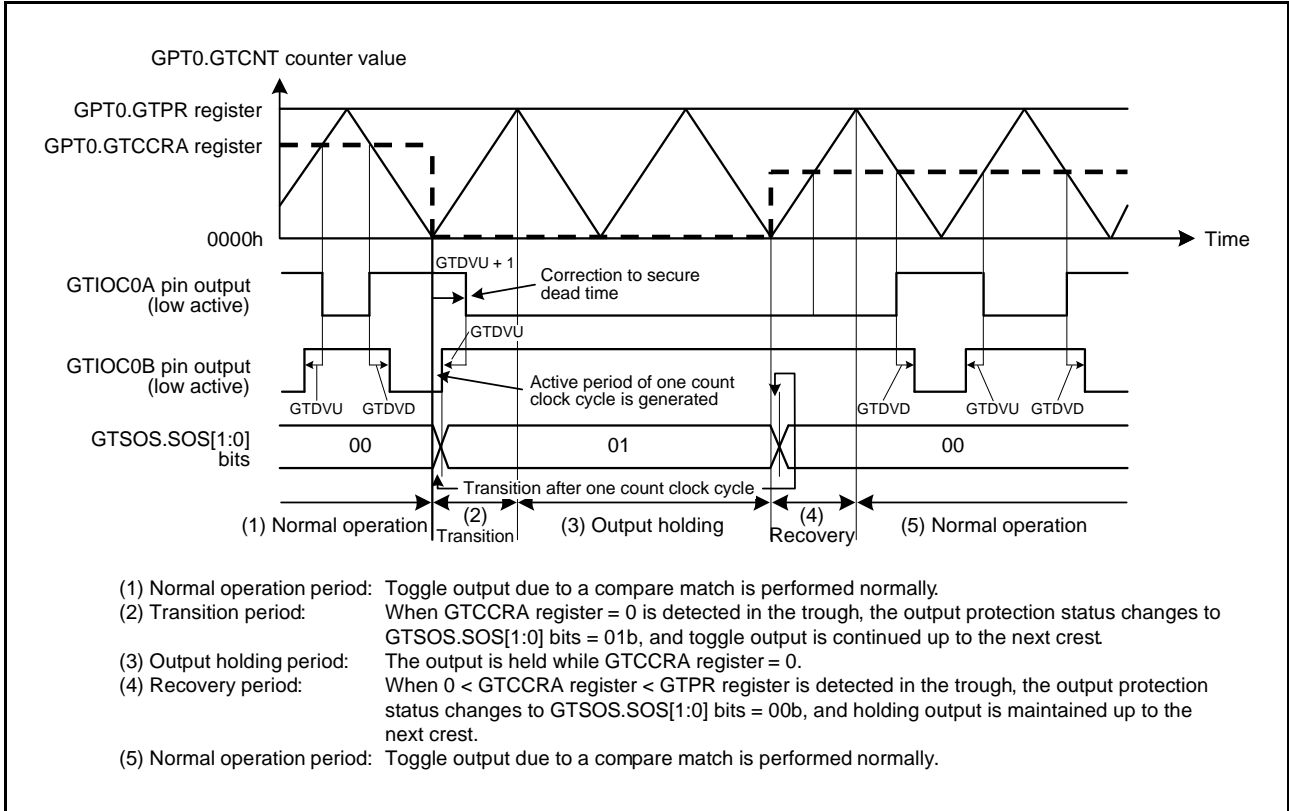 GPT0.GTCNT counter value
GPT0.GTPR register
GPT0.GTCCRA register
0000h
Time
GTDVU + 1
Correction to secure
dead time
GTIOC0A pin output
(low active)
GTDVU
GTIOC0B pin output
(low active)
Active period of one count
clock cycle is generated
GTDVU
GTDVD
GTDVD
GTDVU
GTDVD
GTSOS.SOS[1:0]
bits
00
01
00
Transition after one count clock cycle
(1) Normal operation
(2)
Transition
(3) Output holding
(4)
Recovery
(5) Normal operation
(1) Normal operation period: Toggle output due to a compare match is performed normally.
(2) Transition period: When GTCCRA register = 0 is detected in the trough, the output protection status changes to
GTSOS.SOS[1:0] bits = 01b, and toggle output is continued up to the next crest.
(3) Output holding period: The output is held while GTCCRA register = 0.
(4) Recovery period: When 0 < GTCCRA register < GTPR register is detected in the trough, the output protection
status changes to GTSOS.SOS[1:0] bits = 00b, and holding output is maintained up to the
next crest.
(5) Normal operation period: Toggle output due to a compare match is performed normally.